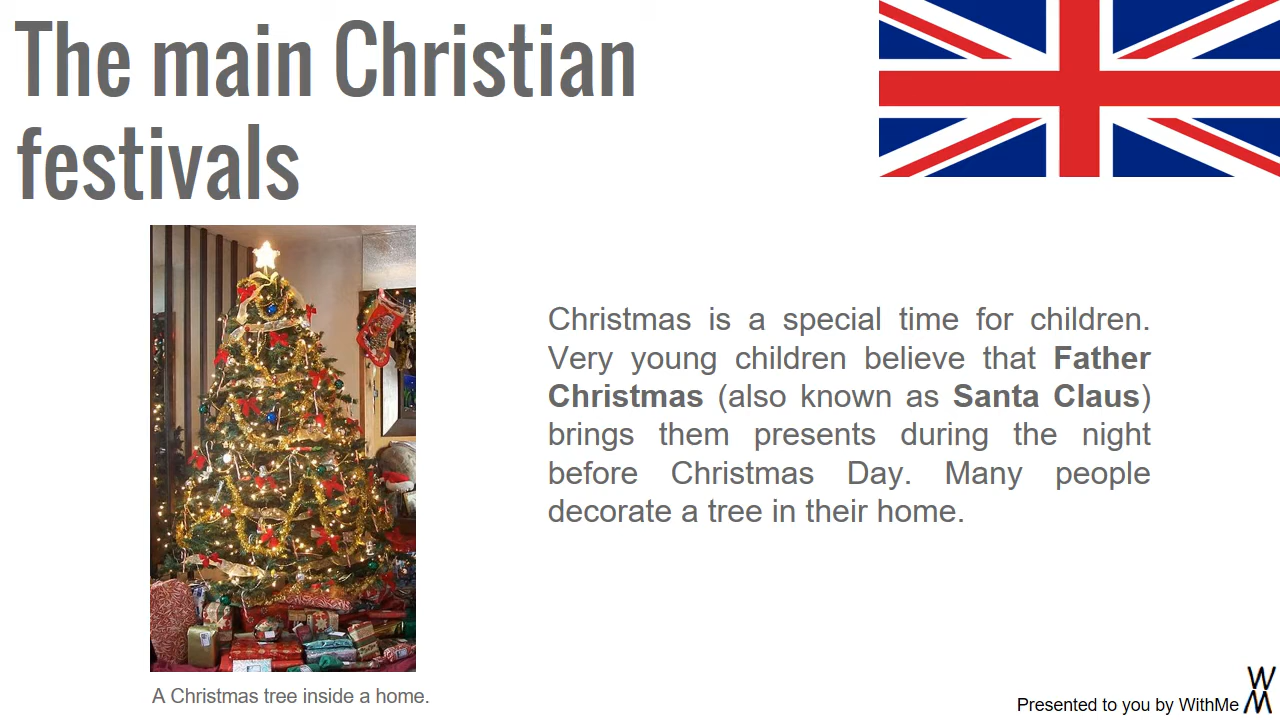 The main Christian
festivals
Christmas is a special time for children.
Very young children believe that Father
Christmas (also known as Santa Claus)
brings them presents during the night
before Christmas Day. Many people
decorate a tree in their home.
A Christmas tree inside a home.
Presented to you by WithMe
W
M